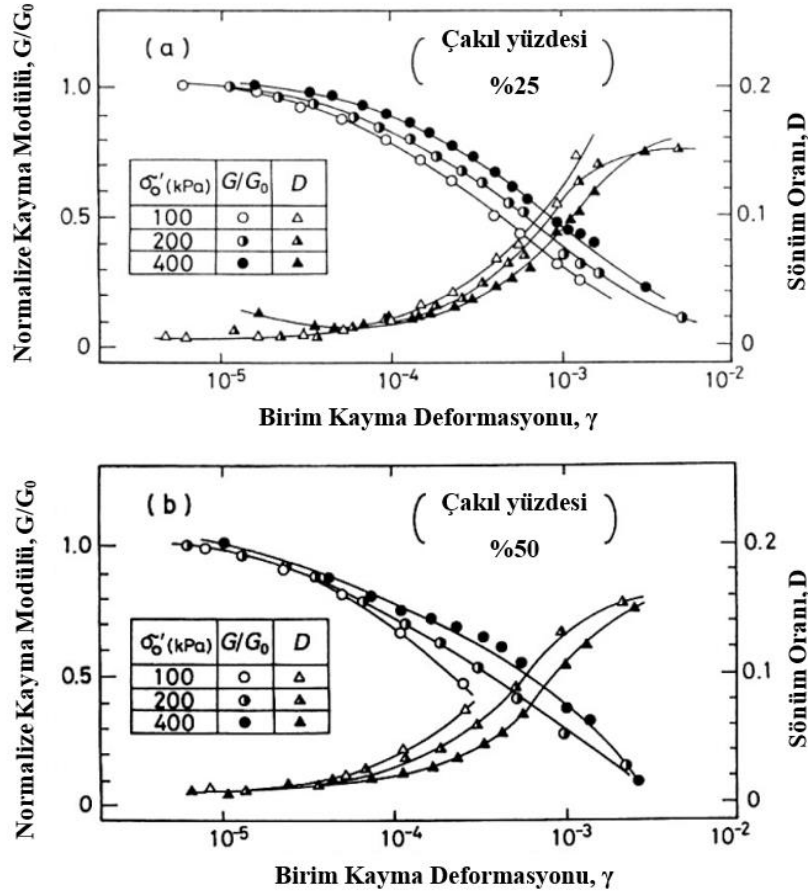 (a)
Çakıl yüzdesi
%25
Normalize Kayma Modülü, G/G₀
1.0
0.5
0
σ₀′(kPa) G/G₀ D
100
200
400
0.2
0.1
0
Sönüm Oranı, D
10⁻⁵ 10⁻⁴ 10⁻³ 10⁻²
Birim Kayma Deformasyonu, γ
(b)
Çakıl yüzdesi
%50
Normalize Kayma Modülü, G/G₀
1.0
0.5
0
σ₀′(kPa) G/G₀ D
100
200
400
0.2
0.1
0
Sönüm Oranı, D
10⁻⁵ 10⁻⁴ 10⁻³ 10⁻²
Birim Kayma Deformasyonu, γ